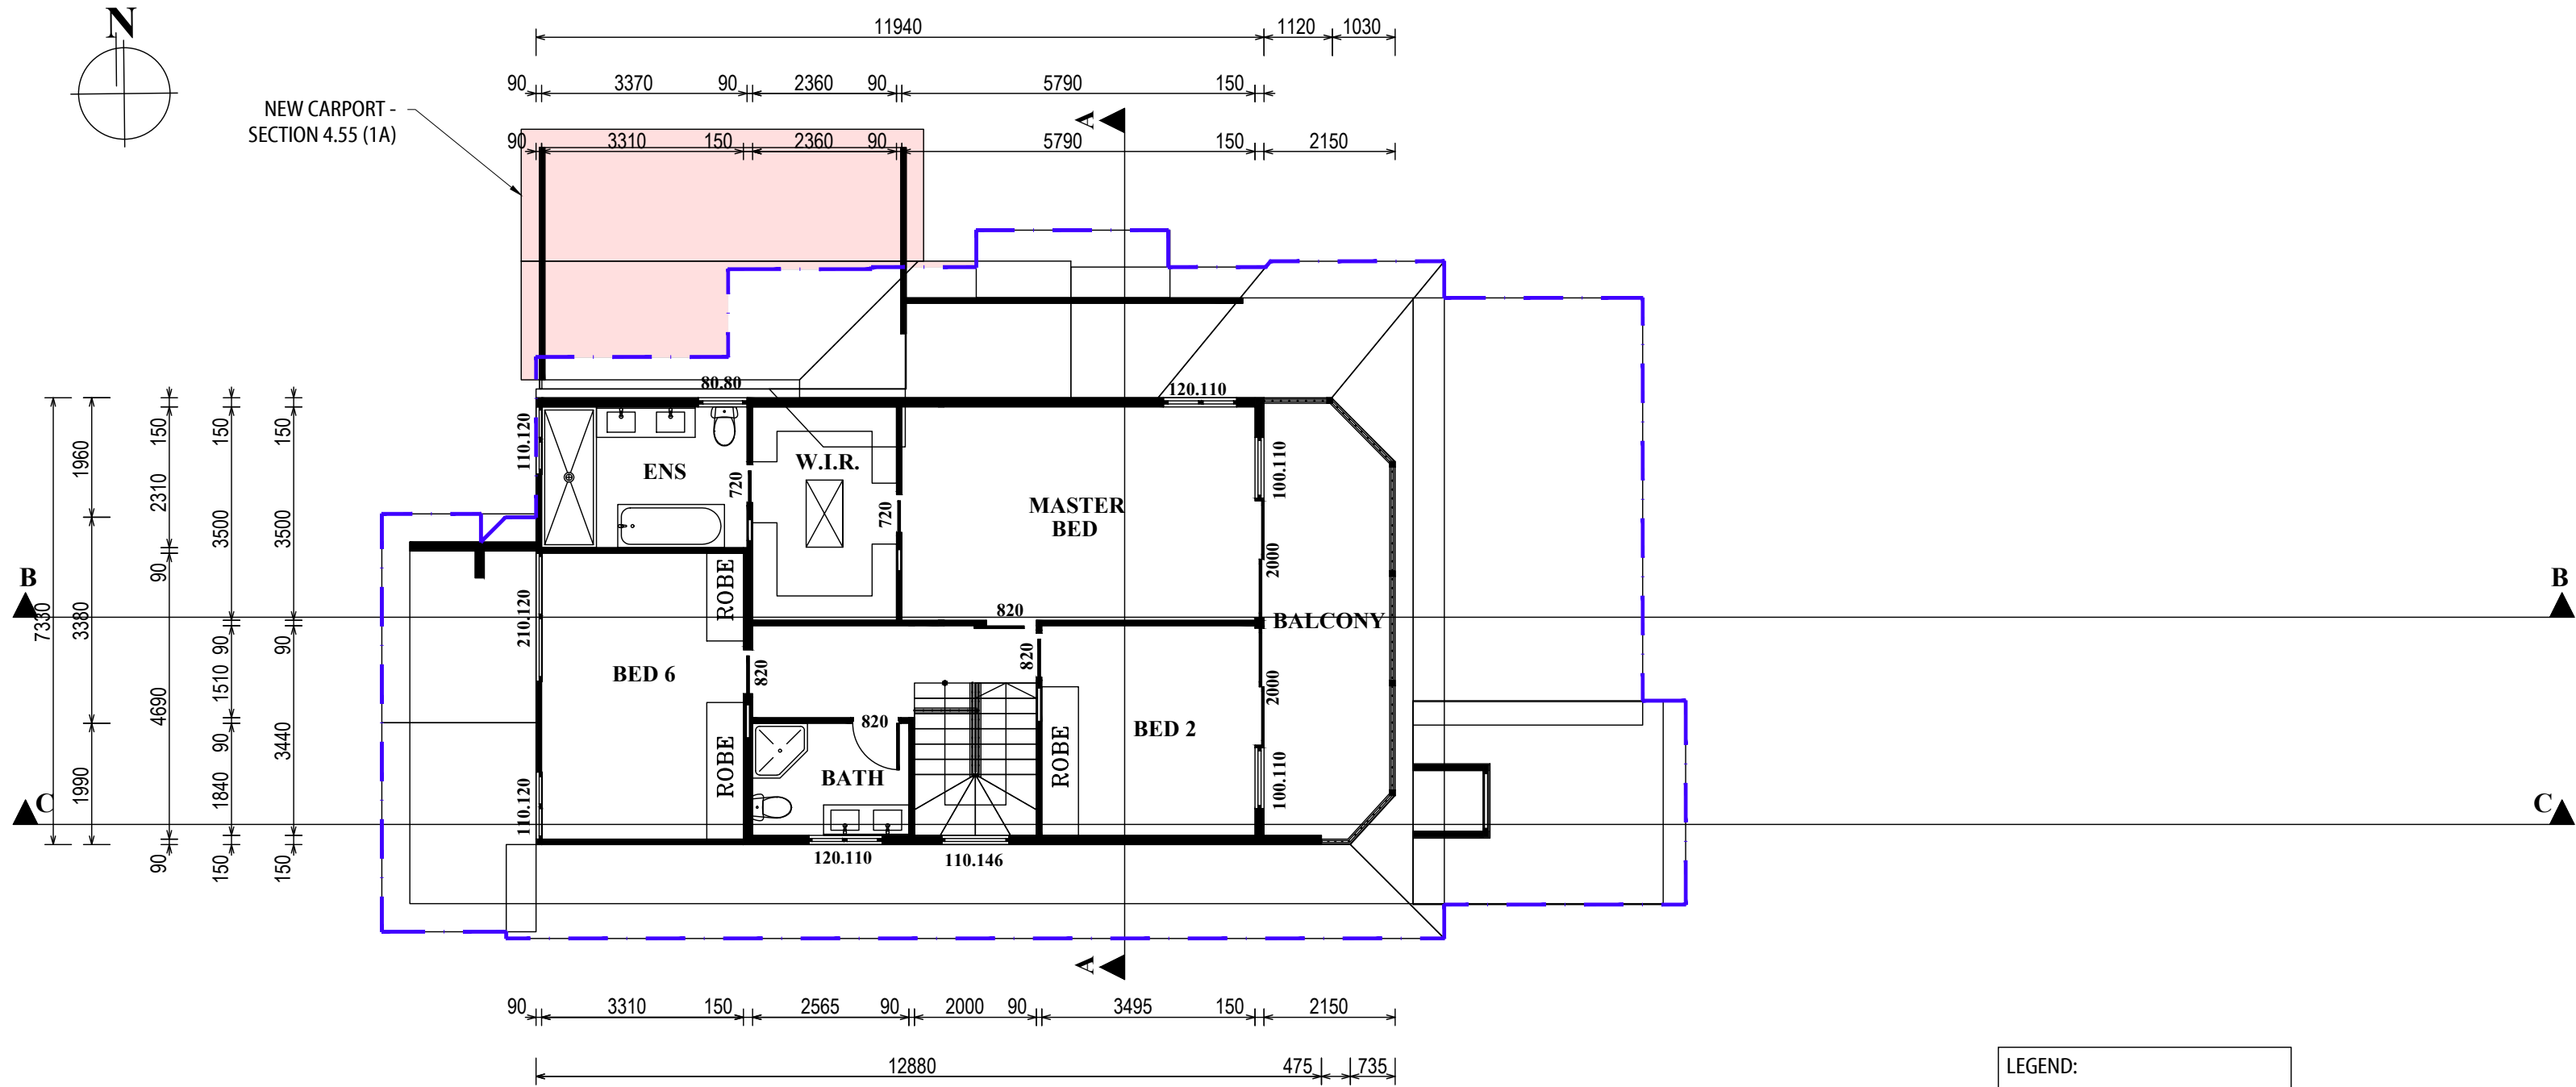 N
11940 1120 1030
90 3370 90 2360 90 5790 150
NEW CARPORT -
SECTION 4.55 (1A)
A
90 3310 150 2360 90 5790 150 2150
80.80 120.110
150 150 150
1960 110.120 100.110
ENS W.I.R.
2310 720 720
MASTER
BED
3500 3500
90 2000
B B
7330 3380 210.120 ROBE 820 BALCONY
90 90 820
1510 BED 6 820 2000
4690 90 820 BED 2
3440 ROBE BATH ROBE
1990 1840 110.120 100.110
C C
90 150 150 120.110 110.146
A
90 3310 150 2565 90 2000 90 3495 150 2150
12880 475 735
LEGEND: